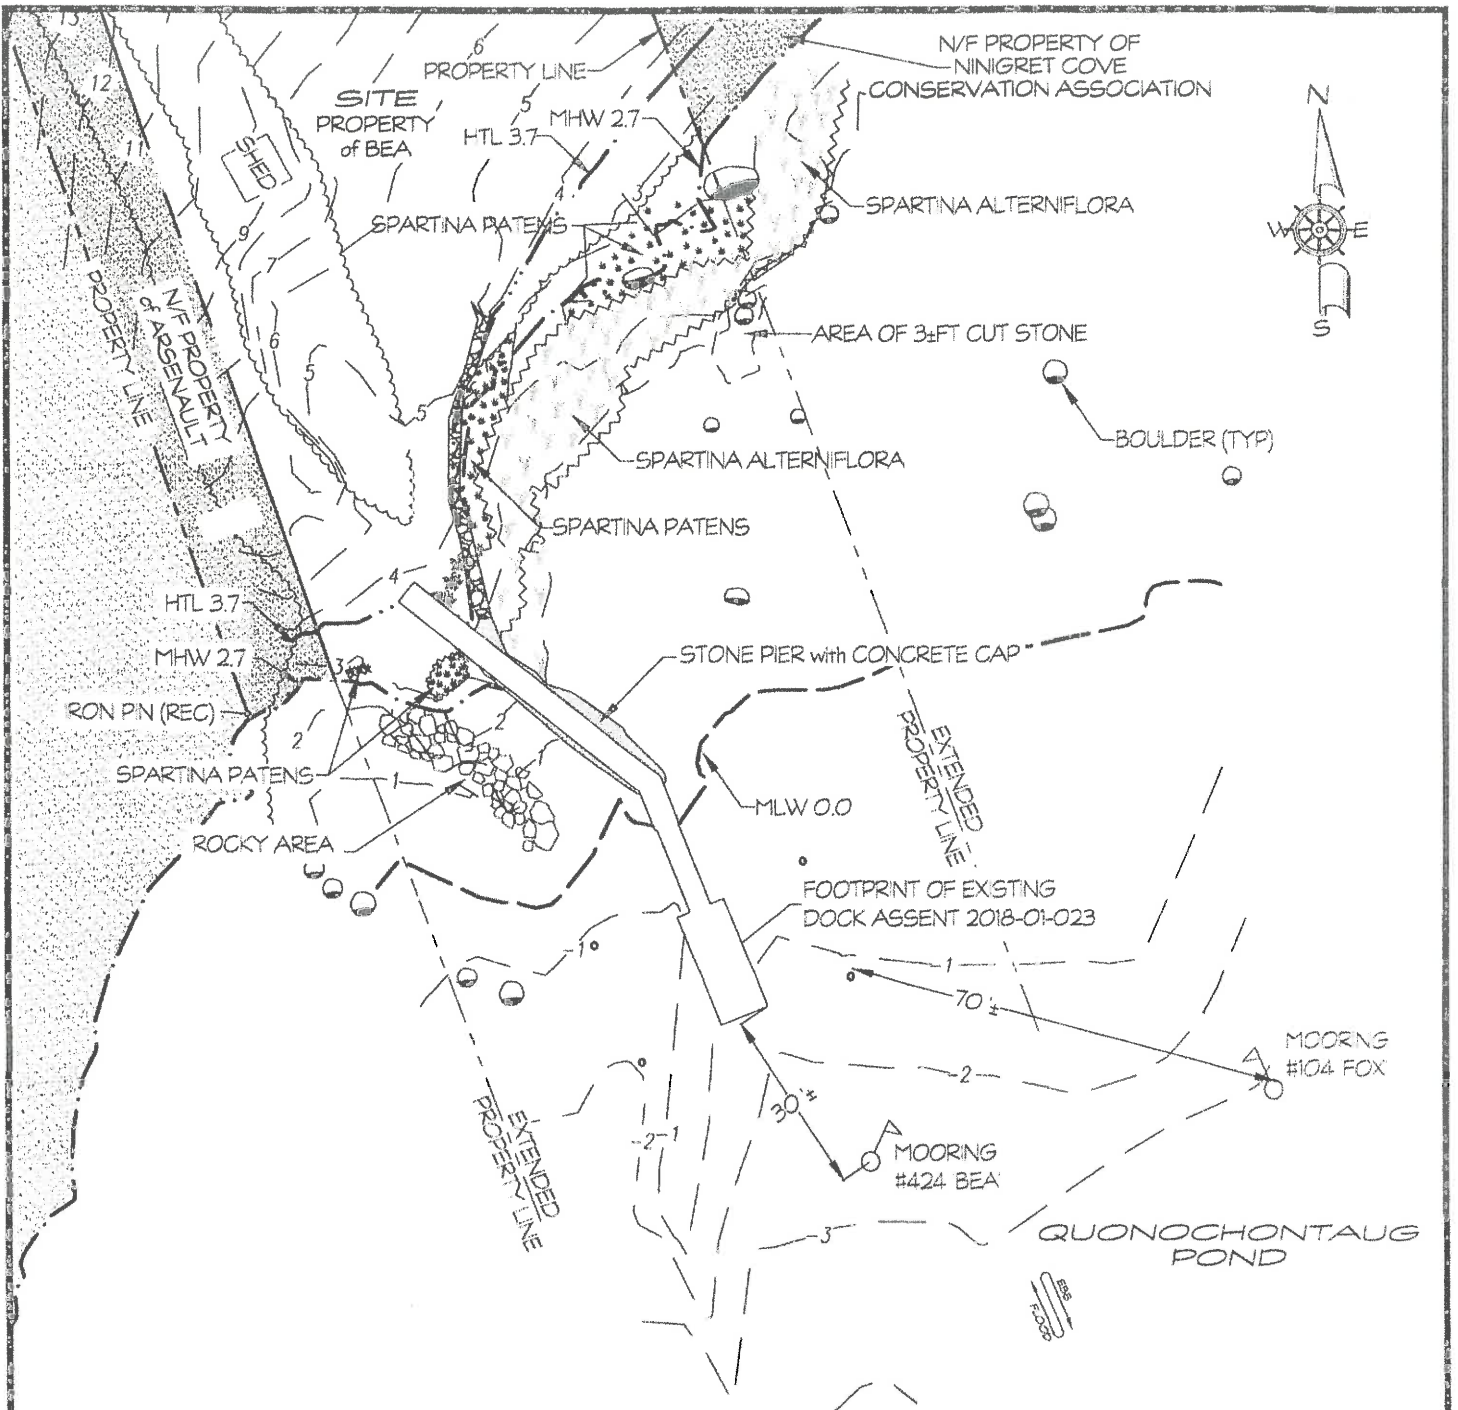 13
12
11
6
PROPERTY LINE
5
SITE
PROPERTY
of BEA
HTL 3.7
MHW 2.7
N/F PROPERTY OF
NINIGRET COVE
CONSERVATION ASSOCIATION
N
W
E
S
SHED
4
3
SPARTINA PATENS
SPARTINA ALTERNIFLORA
9
7
6
5
5
PROPERTY LINE
N/F PROPERTY
of ARSENAULT
AREA OF 3±FT CUT STONE
BOULDER (TYP)
SPARTINA ALTERNIFLORA
SPARTINA PATENS
4
HTL 3.7
MHW 2.7
3
RON PIN (REC)
2
2
1
SPARTINA PATENS
ROCKY AREA
STONE PIER with CONCRETE CAP
EXTENDED
PROPERTY LINE
MLW 0.0
FOOTPRINT OF EXISTING
DOCK ASSENT 2018-01-023
-1
1
70'±
MOORNG
#104 FOX
2
30'±
EXTENDED
PROPERTY LINE
-2
-1
MOORING
#424 BEA
3
QUONOCHONTAUG
POND
EBB
FLOOD